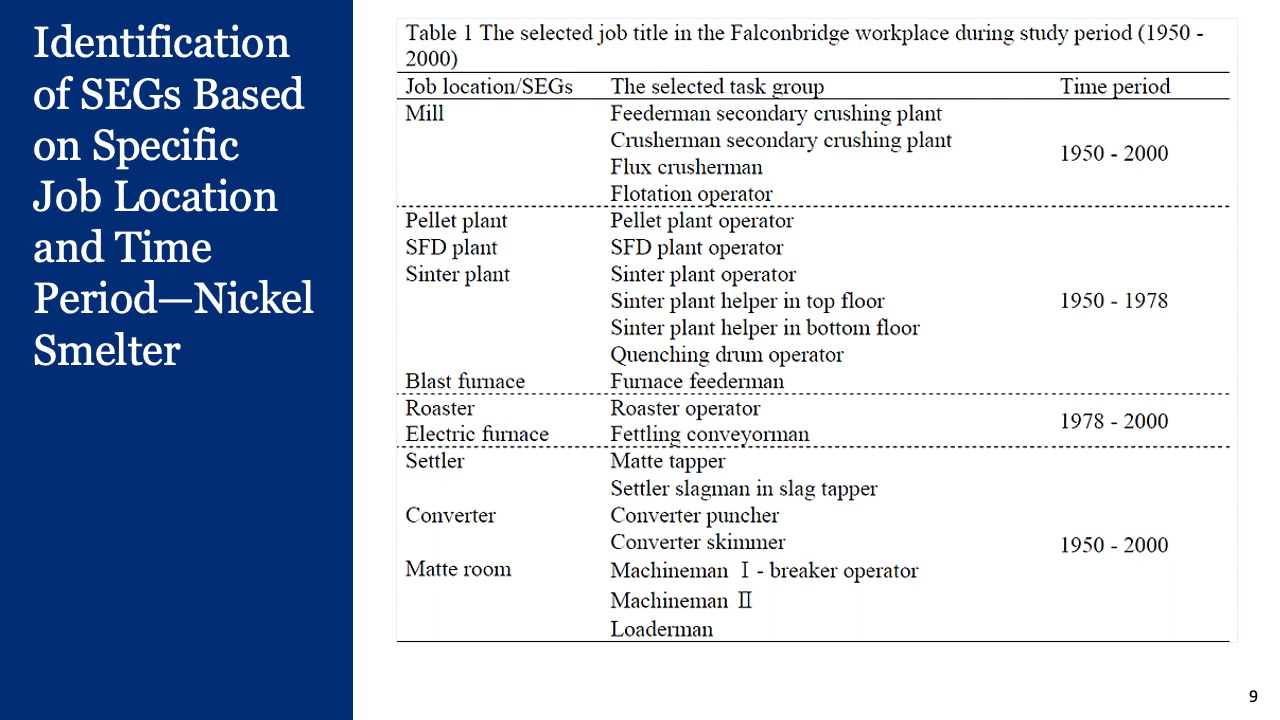 Identification
of SEGs Based
on Specific
Job Location
and Time
Period—Nickel
Smelter
Table 1 The selected job title in the Falconbridge workplace during study period (1950 -
2000)
Job location/SEGs The selected task group Time period
Mill Feederman secondary crushing plant
Crusherman secondary crushing plant
1950 - 2000
Flux crusherman
Flotation operator
Pellet plant Pellet plant operator
SFD plant SFD plant operator
Sinter plant Sinter plant operator
Sinter plant helper in top floor 1950 - 1978
Sinter plant helper in bottom floor
Quenching drum operator
Blast furnace Furnace feederman
Roaster Roaster operator
1978 - 2000
Electric furnace Fettling conveyorman
Settler Matte tapper
Settler slagman in slag tapper
Converter Converter puncher
Converter skimmer 1950 - 2000
Matte room Machineman Ⅰ - breaker operator
Machineman Ⅱ
Loaderman
9